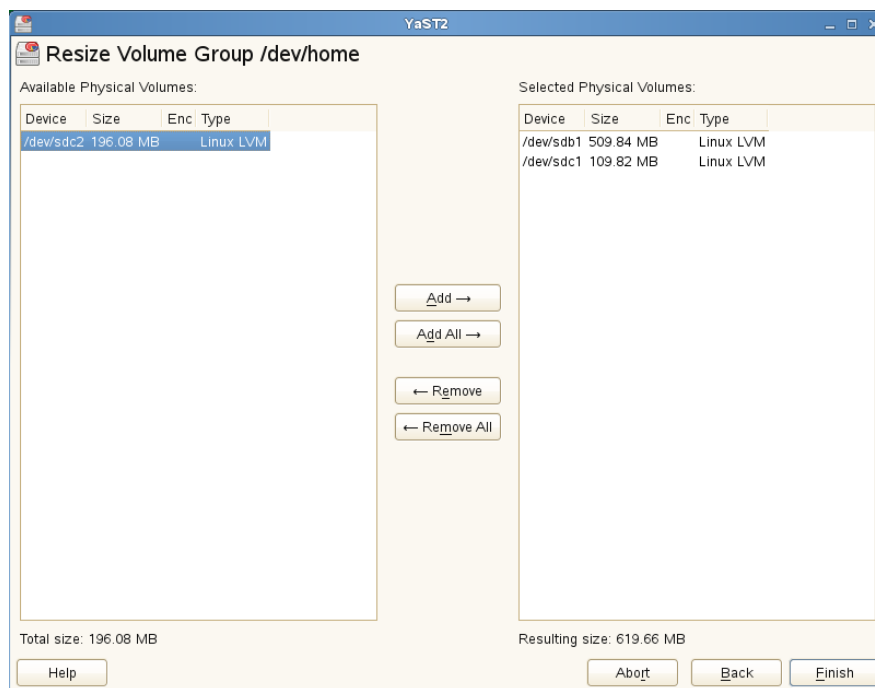 YaST2
Resize Volume Group /dev/home
Available Physical Volumes:
Device Size Enc Type
/dev/sdc2 196.08 MB Linux LVM
Total size: 196.08 MB
Add →
Add All →
← Remove
← Remove All
Selected Physical Volumes:
Device Size Enc Type
/dev/sdb1 509.84 MB Linux LVM
/dev/sdc1 109.82 MB Linux LVM
Resulting size: 619.66 MB
Help
Abort
Back
Finish